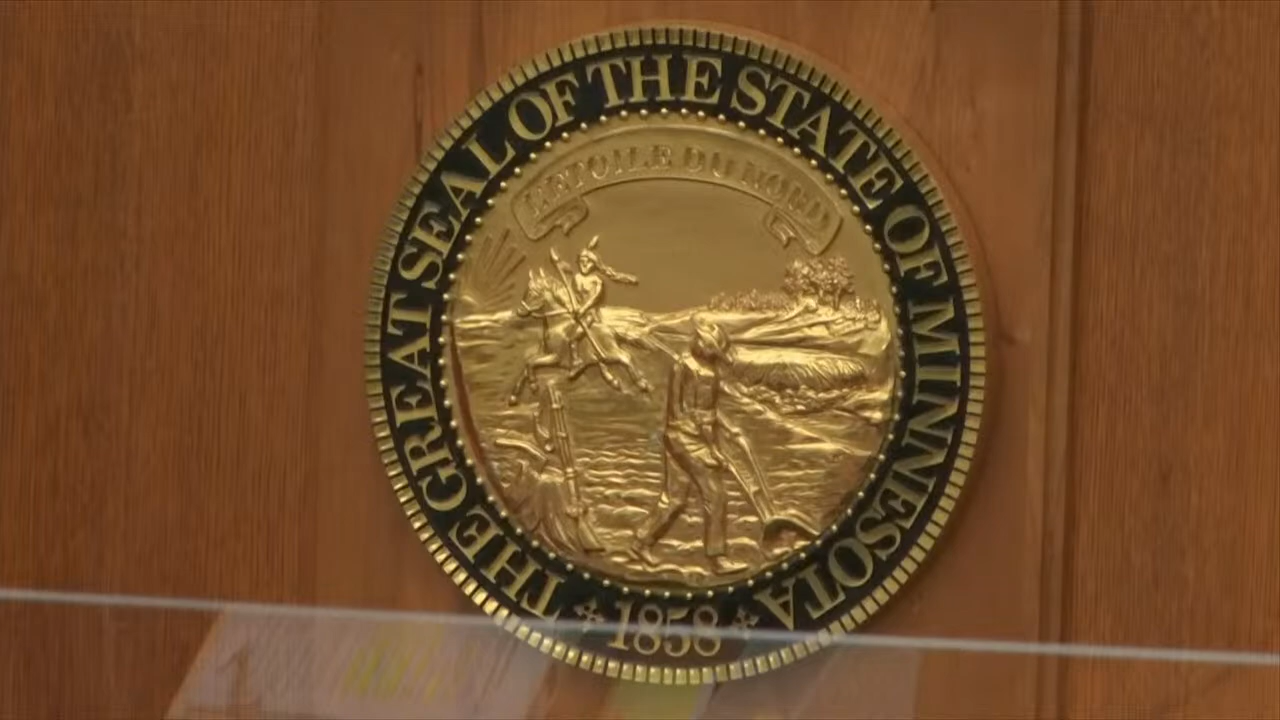 THE GREAT SEAL OF THE STATE OF MINNESOTA
L'ETOILE DU NORD
1858